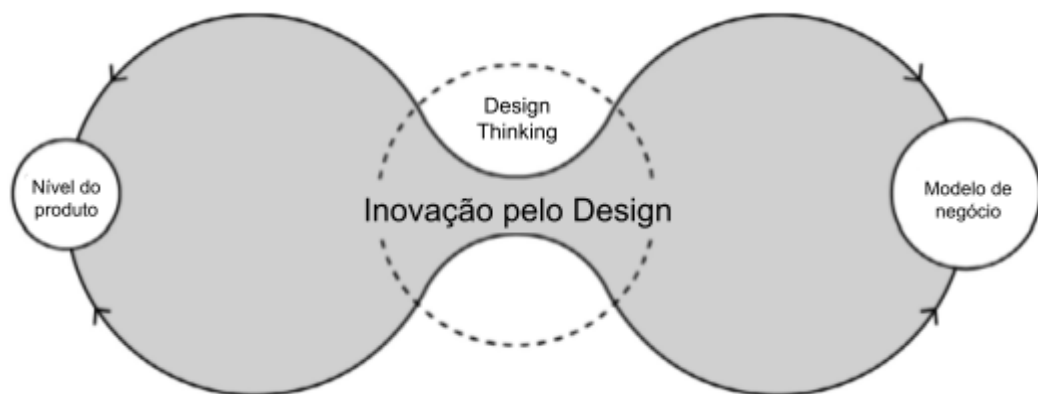 Design
Thinking
Nível do
produto
Inovação pelo Design
Modelo de
negócio